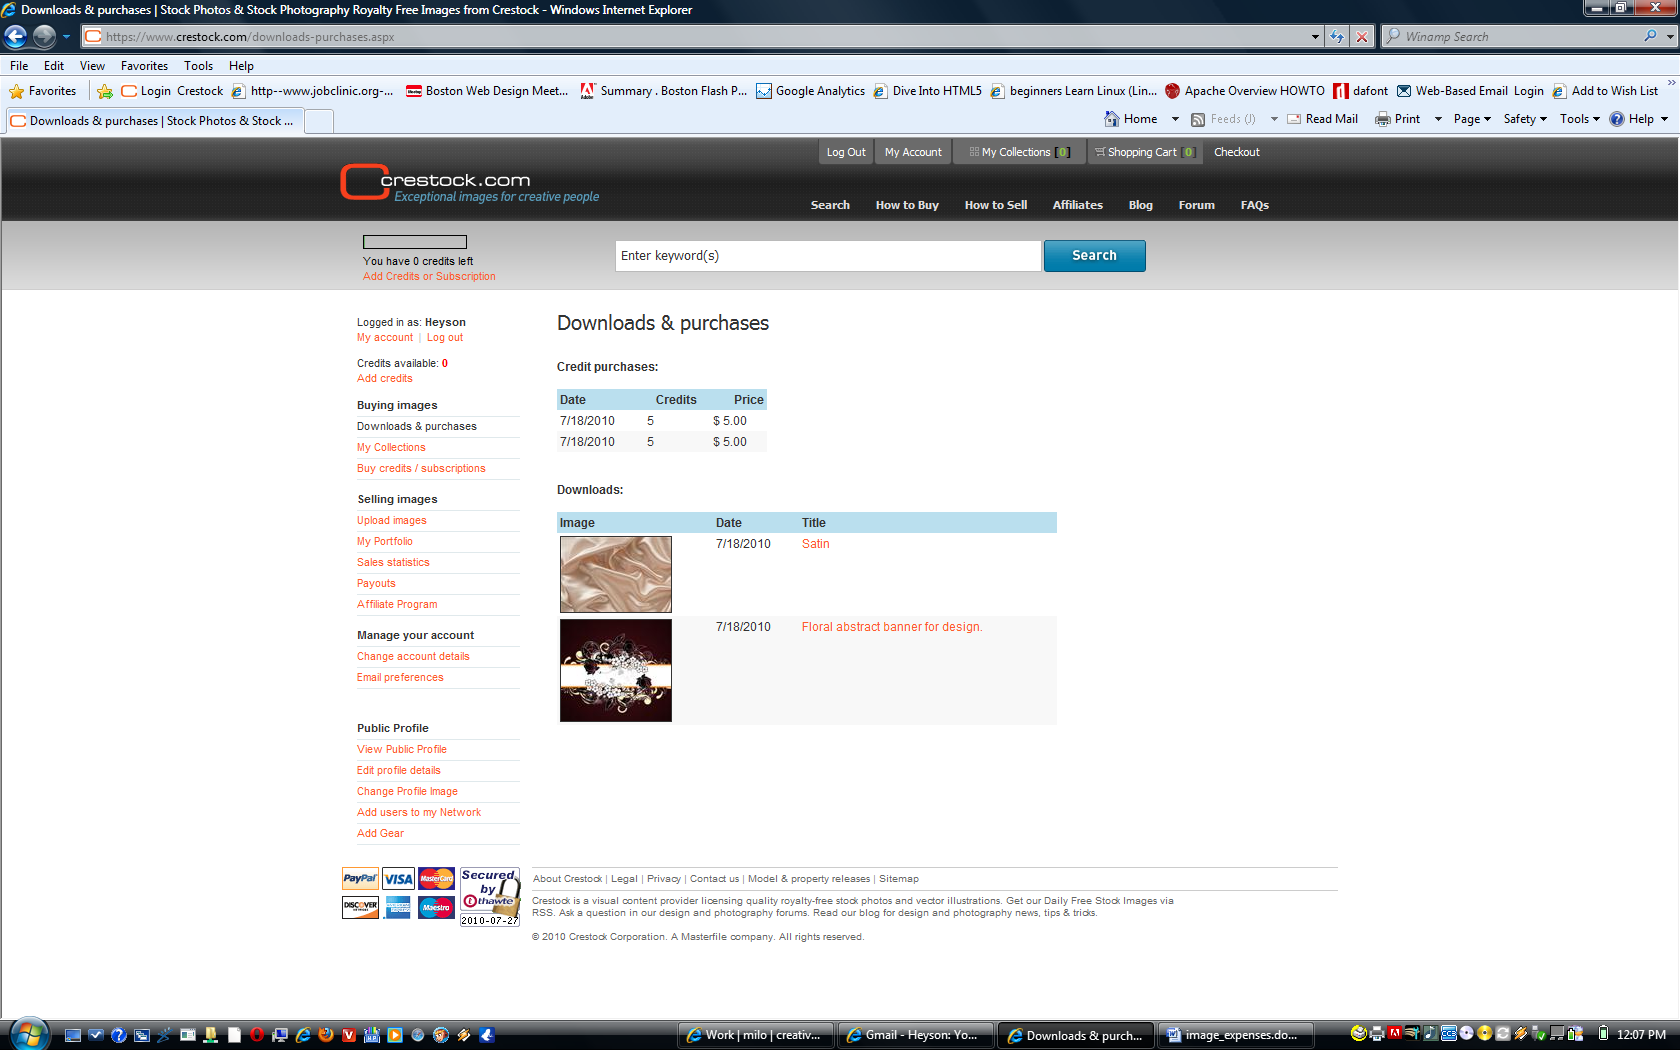 Downloads & purchases | Stock Photos & Stock Photography Royalty Free Images from Crestock - Windows Internet Explorer
https://www.crestock.com/downloads-purchases.aspx
Winamp Search
File Edit View Favorites Tools Help
Favorites Login Crestock http--www.jobclinic.org-... Boston Web Design Meet... Summary . Boston Flash P... Google Analytics Dive Into HTML5 beginners Learn Linux (Lin... Apache Overview HOWTO dafont Web-Based Email Login Add to Wish List
Downloads & purchases | Stock Photos & Stock ...
Home Feeds (J) Read Mail Print Page Safety Tools Help
Log Out My Account My Collections [0] Shopping Cart [0] Checkout
crestock.com
Exceptional images for creative people
Search How to Buy How to Sell Affiliates Blog Forum FAQs
You have 0 credits left
Add Credits or Subscription
Enter keyword(s) Search
Logged in as: Heyson
My account | Log out
Credits available: 0
Add credits
Buying images
Downloads & purchases
My Collections
Buy credits / subscriptions
Selling images
Upload images
My Portfolio
Sales statistics
Payouts
Affiliate Program
Manage your account
Change account details
Email preferences
Public Profile
View Public Profile
Edit profile details
Change Profile Image
Add users to my Network
Add Gear
Downloads & purchases
Credit purchases:
Date Credits Price
7/18/2010 5 $ 5.00
7/18/2010 5 $ 5.00
Downloads:
Image Date Title
7/18/2010 Satin
7/18/2010 Floral abstract banner for design.
PayPal VISA MasterCard
DISCOVER Maestro
Secured
by
thawte
2010-07-27
About Crestock | Legal | Privacy | Contact us | Model & property releases | Sitemap
Crestock is a visual content provider licensing quality royalty-free stock photos and vector illustrations. Get our Daily Free Stock Images via
RSS. Ask a question in our design and photography forums. Read our blog for design and photography news, tips & tricks.
© 2010 Crestock Corporation. A Masterfile company. All rights reserved.
Work | milo | creativ... Gmail - Heyson: Yo... Downloads & purch... image_expenses.do... 12:07 PM